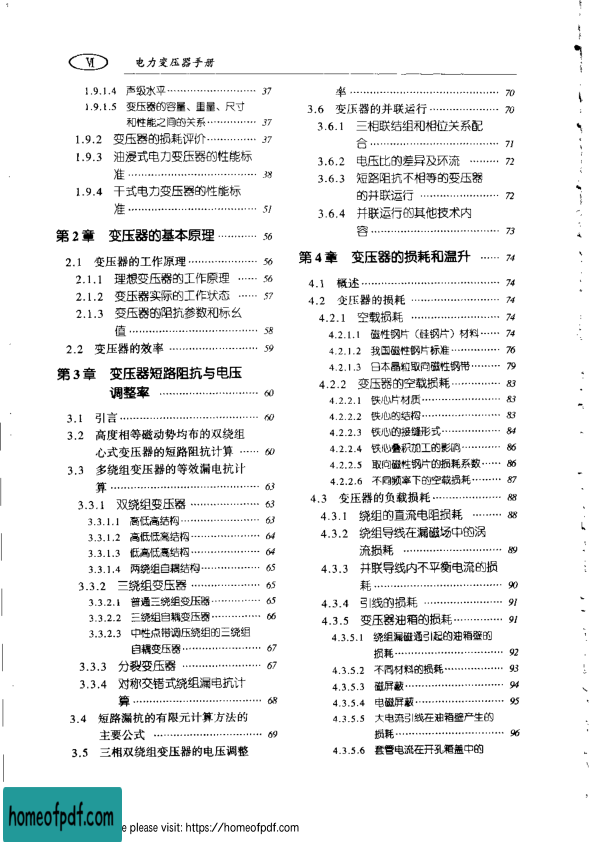 Ⅵ 电力变压器手册
1.9.1.4 声级水平 ………… 37
1.9.1.5 变压器的容量、重量、尺寸
和性能之间的关系 ………… 37
1.9.2 变压器的损耗评价 ………… 37
1.9.3 油浸式电力变压器的性能标
准 ………… 38
1.9.4 干式电力变压器的性能标
准 ………… 51
第2章 变压器的基本原理 ………… 56
2.1 变压器的工作原理 ………… 56
2.1.1 理想变压器的工作原理 …… 56
2.1.2 变压器实际的工作状态 …… 57
2.1.3 变压器的阻抗参数和标幺
值 ………… 58
2.2 变压器的效率 ………… 59
第3章 变压器短路阻抗与电压
调整率 ………… 60
3.1 引言 ………… 60
3.2 高度相等磁动势均布的双绕组
心式变压器的短路阻抗计算 …… 60
3.3 多绕组变压器的等效漏电抗计
算 ………… 63
3.3.1 双绕组变压器 ………… 63
3.3.1.1 高低高结构 ………… 63
3.3.1.2 高低低高结构 ………… 64
3.3.1.3 低高低高结构 ………… 64
3.3.1.4 两绕组自耦结构 ………… 65
3.3.2 三绕组变压器 ………… 65
3.3.2.1 普通三绕组变压器 ………… 65
3.3.2.2 三绕组自耦变压器 ………… 66
3.3.2.3 中性点带调压绕组的三绕组
自耦变压器 ………… 67
3.3.3 分裂变压器 ………… 67
3.3.4 对称交错式绕组漏电抗计
算 ………… 68
3.4 短路漏抗的有限元计算方法的
主要公式 ………… 69
3.5 三相双绕组变压器的电压调整
率 ………… 70
3.6 变压器的并联运行 ………… 70
3.6.1 三相联结组和相位关系配
合 ………… 71
3.6.2 电压比的差异及环流 ……… 72
3.6.3 短路阻抗不相等的变压器
的并联运行 ………… 72
3.6.4 并联运行的其他技术内
容 ………… 73
第4章 变压器的损耗和温升 …… 74
4.1 概述 ………… 74
4.2 变压器的损耗 ………… 74
4.2.1 空载损耗 ………… 74
4.2.1.1 磁性钢片（硅钢片）材料 …… 74
4.2.1.2 我国磁性钢片标准 ………… 76
4.2.1.3 日本晶粒取向磁性钢带 ……… 79
4.2.2 变压器的空载损耗 ………… 83
4.2.2.1 铁心片材质 ………… 83
4.2.2.2 铁心的结构 ………… 83
4.2.2.3 铁心的接缝形式 ………… 84
4.2.2.4 铁心叠积加工的影响 ………… 86
4.2.2.5 取向磁性钢片的损耗系数 …… 86
4.2.2.6 不同频率下的空载损耗 ……… 87
4.3 变压器的负载损耗 ………… 88
4.3.1 绕组的直流电阻损耗 ……… 88
4.3.2 绕组导线在漏磁场中的涡
流损耗 ………… 89
4.3.3 并联导线内不平衡电流的损
耗 ………… 90
4.3.4 引线的损耗 ………… 91
4.3.5 变压器油箱的损耗 ………… 91
4.3.5.1 绕组漏磁通引起的油箱壁的
损耗 ………… 92
4.3.5.2 不同材料的损耗 ………… 93
4.3.5.3 磁屏蔽 ………… 94
4.3.5.4 电磁屏蔽 ………… 95
4.3.5.5 大电流引线在油箱壁产生的
损耗 ………… 96
4.3.5.6 套管电流在开孔箱盖中的
homeofpdf.com
e please visit: https://homeofpdf.com